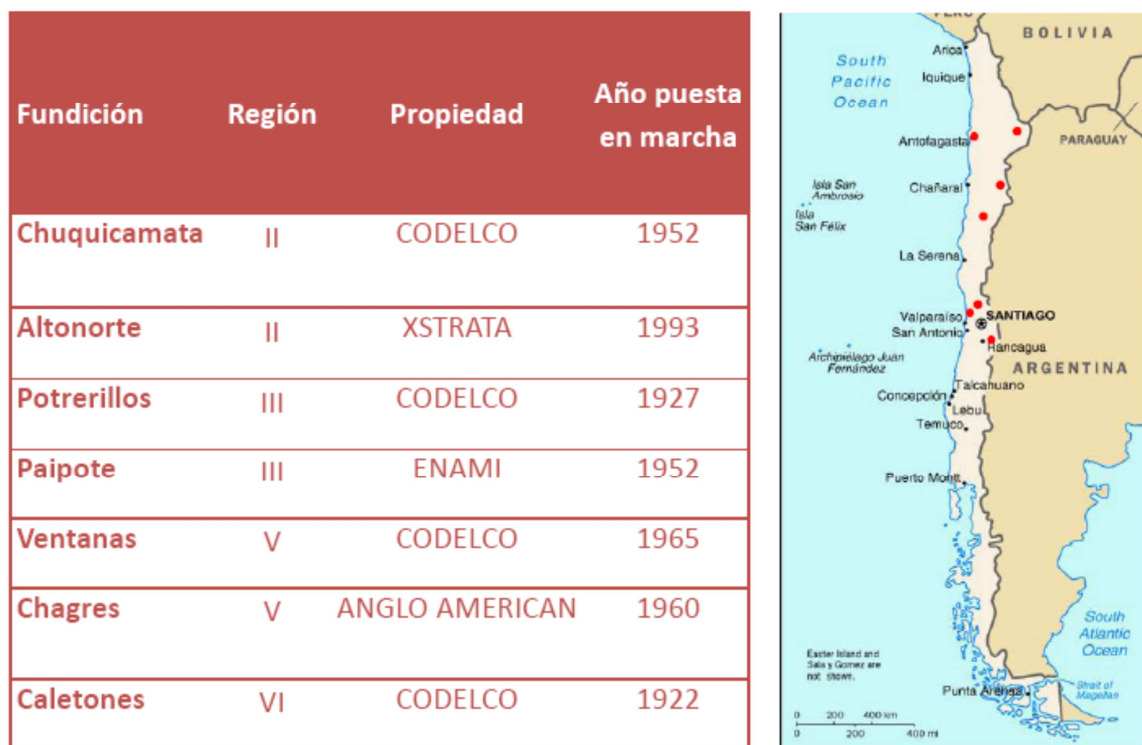 Fundición Región Propiedad Año puesta en marcha
Chuquicamata II CODELCO 1952
Altonorte II XSTRATA 1993
Potrerillos III CODELCO 1927
Paipote III ENAMI 1952
Ventanas V CODELCO 1965
Chagres V ANGLO AMERICAN 1960
Caletones VI CODELCO 1922
PERU
BOLIVIA
Arica
South
Pacific
Ocean
Iquique
PARAGUAY
Antofagasta
Chañaral
Isla San
Ambrosio
Isla
San Félix
La Serena
Valparaíso
SANTIAGO
San Antonio
Rancagua
Archipiélago Juan
Fernández
ARGENTINA
Talcahuano
Concepción
Lebu
Temuco
Puerto Montt
South
Atlantic
Ocean
Easter Island and
Sala y Gomez are
not shown.
Punta Arenas
Strait of
Magellan
0 200 400 km
0 200 400 mi